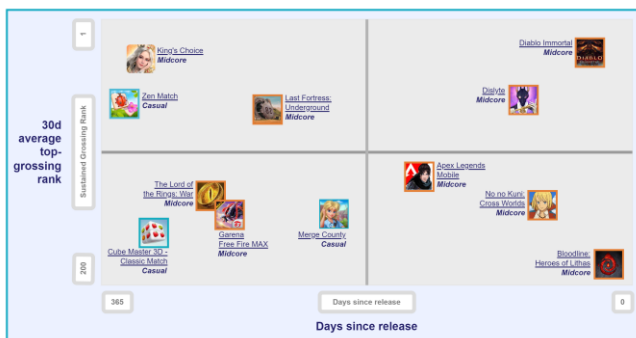 1
King's Choice
Midcore
Diablo Immortal
Midcore
DIABLO
Zen Match
Casual
Last Fortress:
Underground
Midcore
Dislyte
Midcore
30d
average
top-
grossing
rank
Sustained Grossing Rank
The Lord of
the Rings: War
Midcore
Apex Legends
Mobile
Midcore
No no Kuni:
Cross Worlds
Midcore
Garena
Free Fire MAX
Midcore
Merge County
Casual
Cube Master 3D -
Classic Match
Casual
Bloodline:
Heroes of Lithas
Midcore
200
365
Days since release
0
Days since release